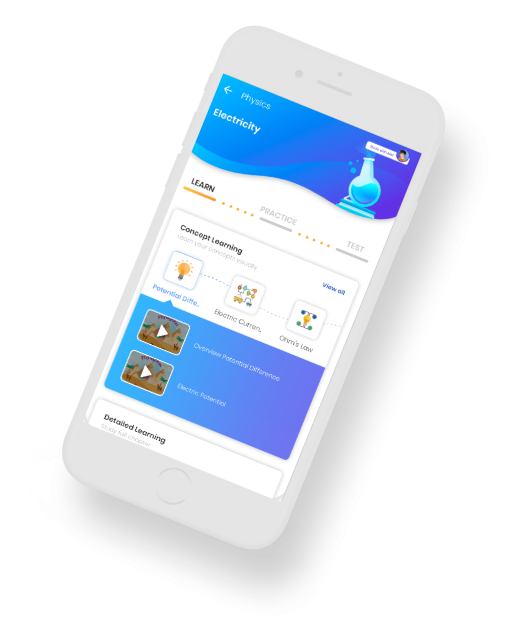 Physics
Electricity
LEARN
PRACTICE
TEST
Concept Learning
Learn your concepts visually
View all
Potential Diffe..
Electric Curren..
Ohm's Law
Overview Potential Difference
Electric Potential
Detailed Learning
Study full chapter